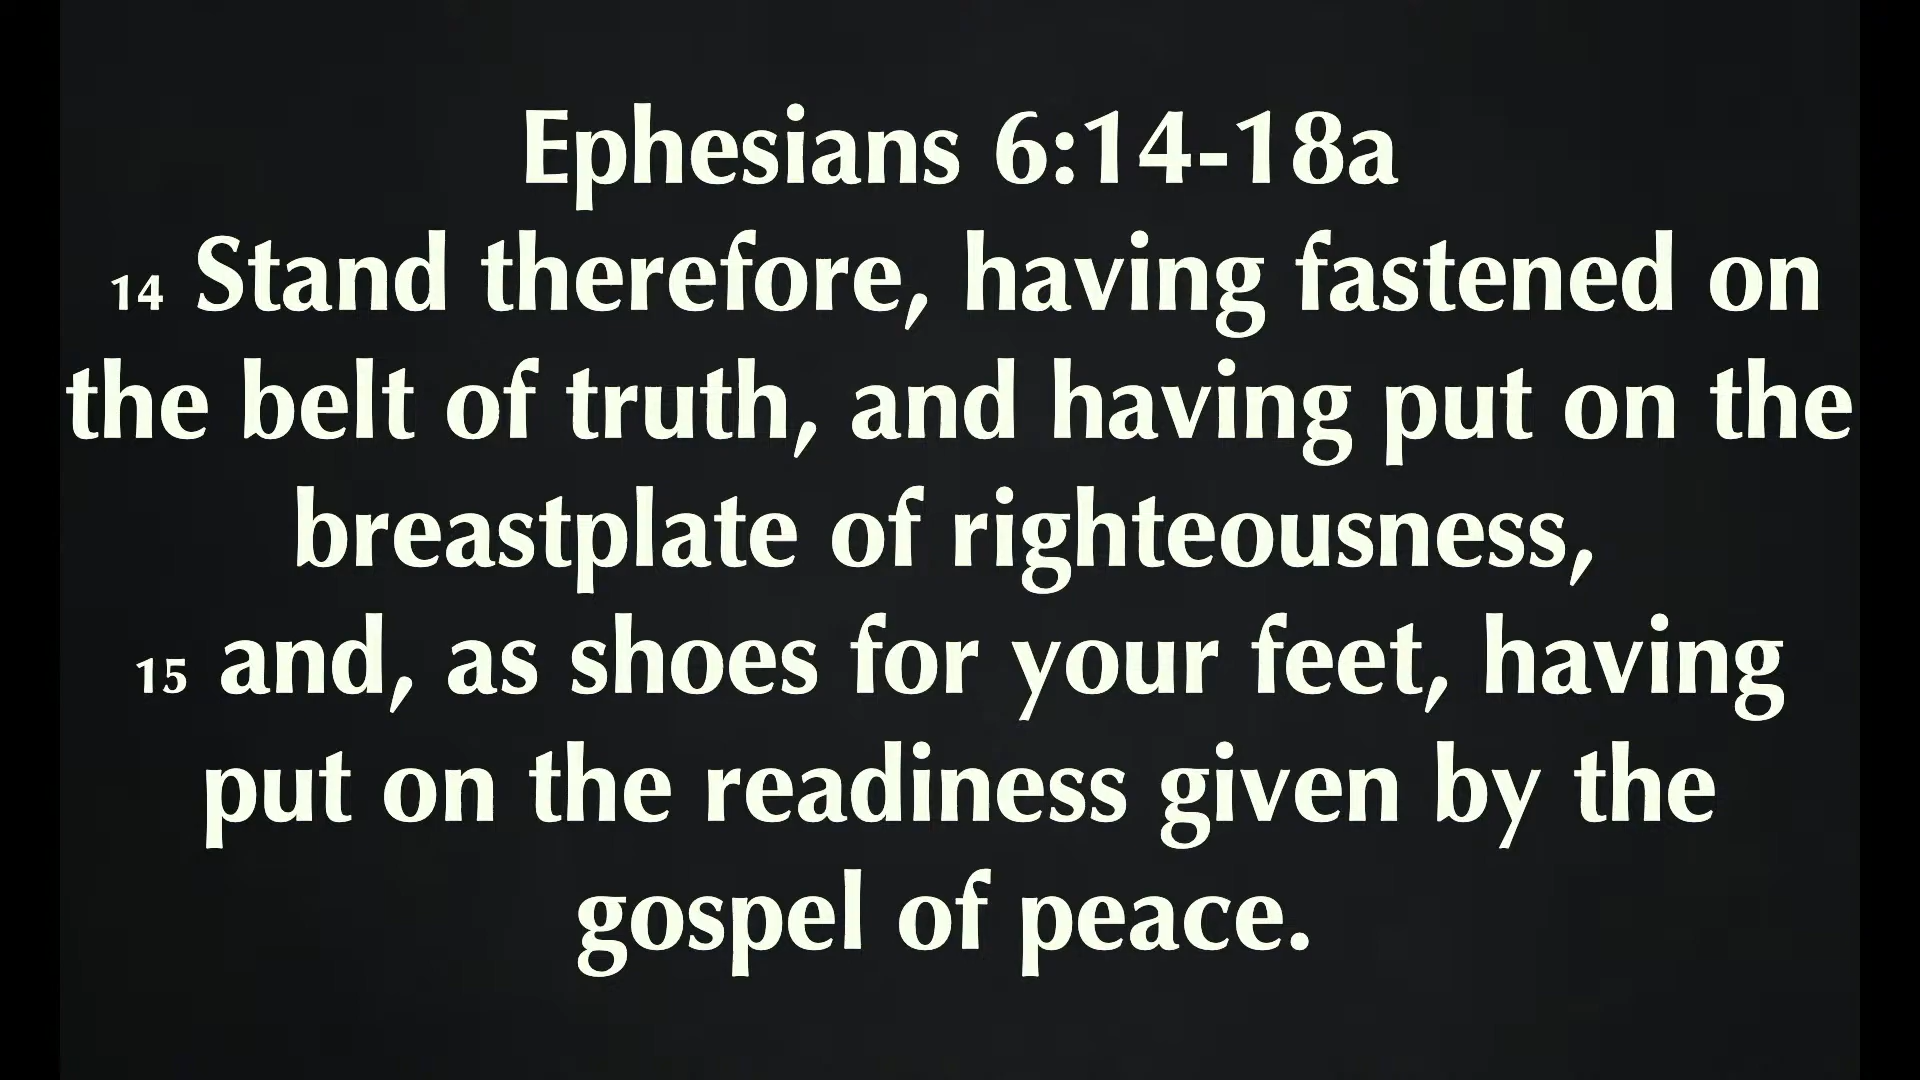 Ephesians 6:14-18a
14 Stand therefore, having fastened on
the belt of truth, and having put on the
breastplate of righteousness,
15 and, as shoes for your feet, having
put on the readiness given by the
gospel of peace.